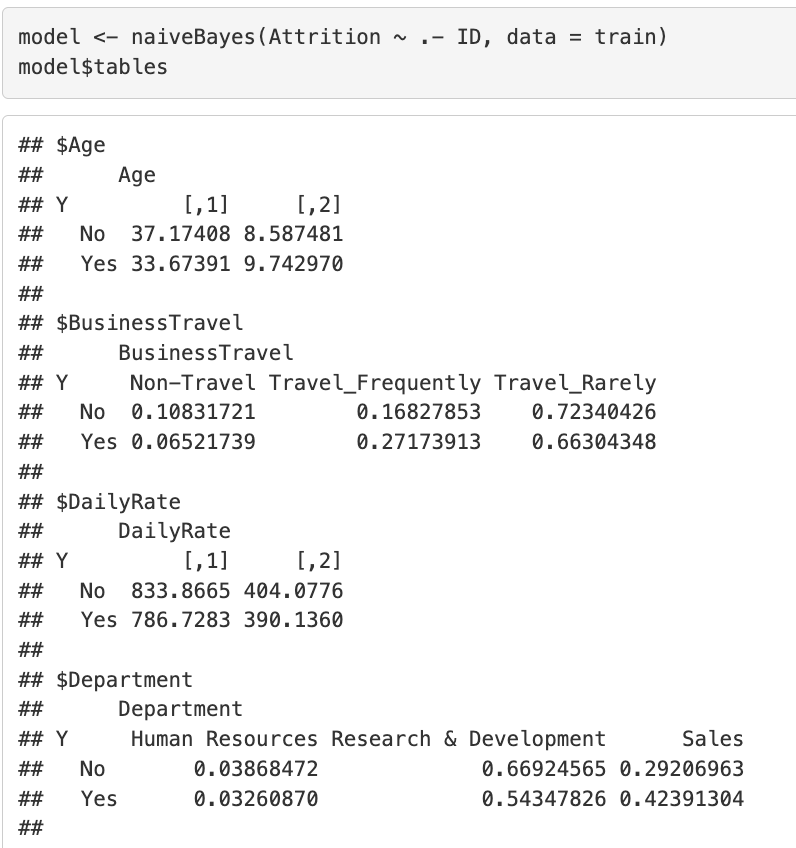 model <- naiveBayes(Attrition ~ .- ID, data = train)
model$tables
## $Age
##      Age
## Y         [,1]     [,2]
##   No  37.17408 8.587481
##   Yes 33.67391 9.742970
##
## $BusinessTravel
##      BusinessTravel
## Y     Non-Travel Travel_Frequently Travel_Rarely
##   No  0.10831721        0.16827853    0.72340426
##   Yes 0.06521739        0.27173913    0.66304348
##
## $DailyRate
##      DailyRate
## Y         [,1]     [,2]
##   No  833.8665 404.0776
##   Yes 786.7283 390.1360
##
## $Department
##      Department
## Y     Human Resources Research & Development      Sales
##   No       0.03868472             0.66924565 0.29206963
##   Yes      0.03260870             0.54347826 0.42391304
##